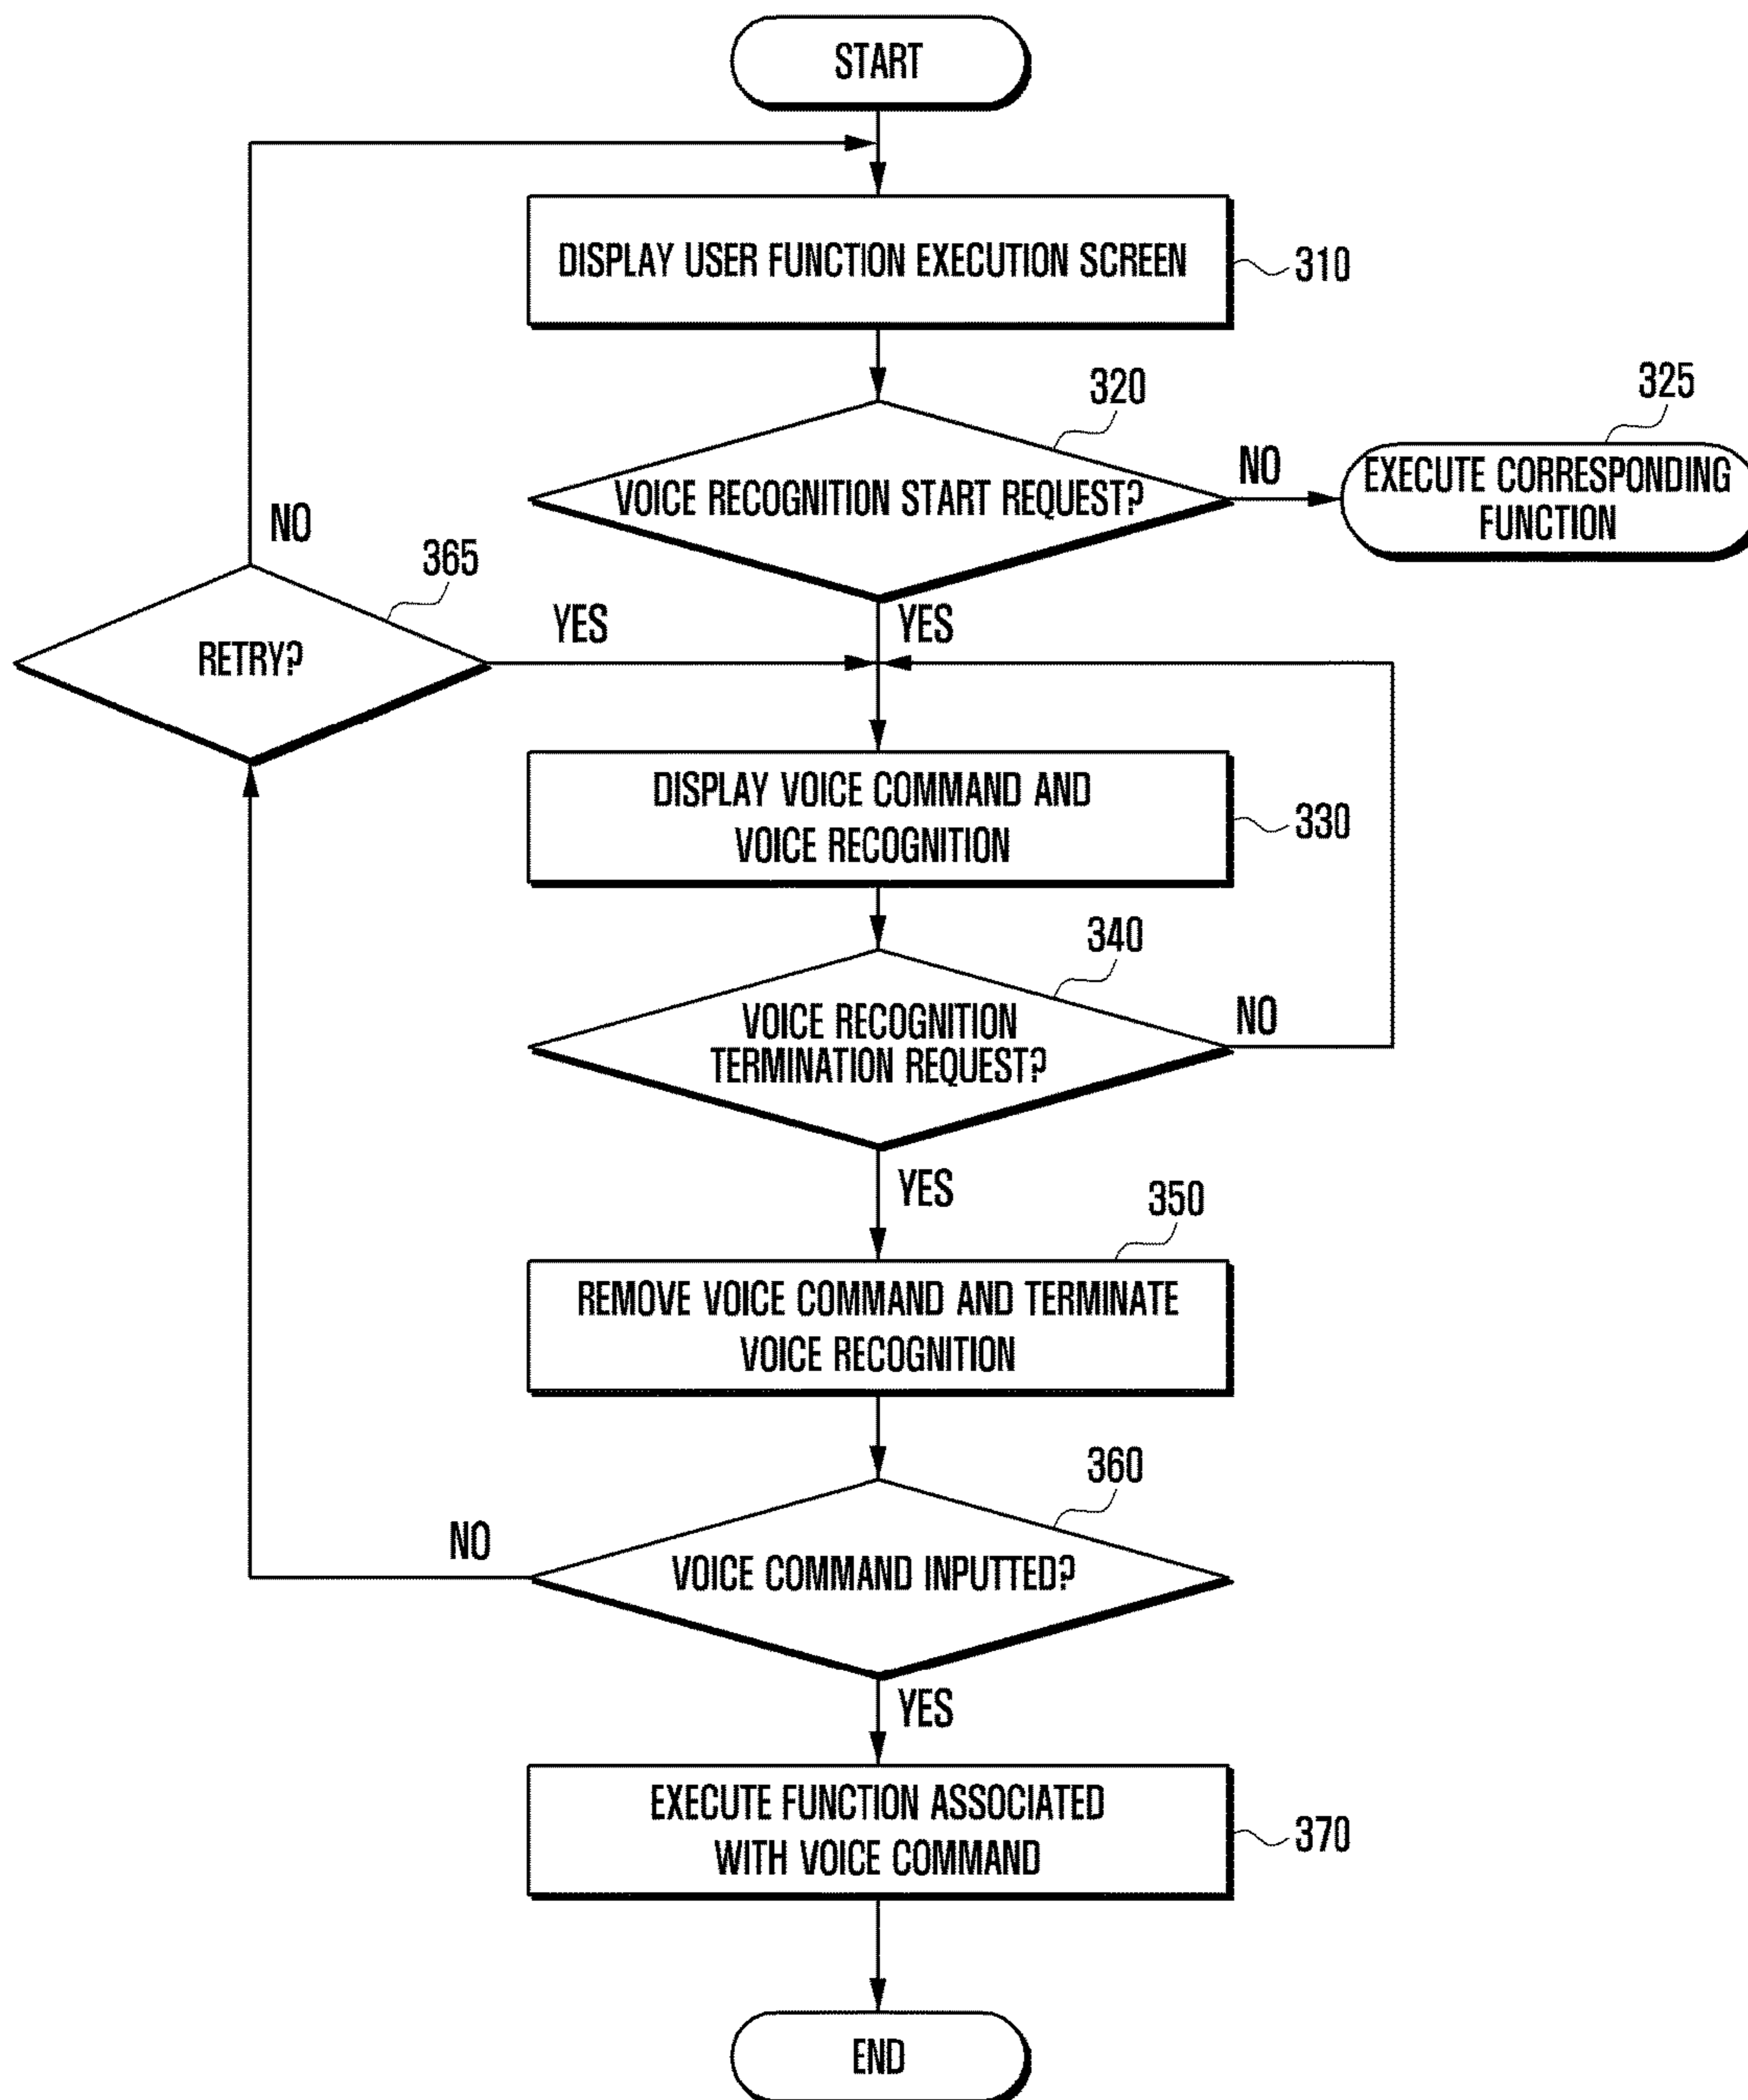 START
DISPLAY USER FUNCTION EXECUTION SCREEN
310
320
325
VOICE RECOGNITION START REQUEST?
NO
EXECUTE CORRESPONDING
FUNCTION
NO
365
RETRY?
YES
YES
DISPLAY VOICE COMMAND AND
VOICE RECOGNITION
330
340
VOICE RECOGNITION
TERMINATION REQUEST?
NO
YES
350
REMOVE VOICE COMMAND AND TERMINATE
VOICE RECOGNITION
360
NO
VOICE COMMAND INPUTTED?
YES
EXECUTE FUNCTION ASSOCIATED
WITH VOICE COMMAND
370
END